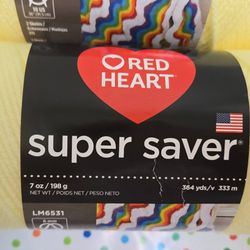 RED
HEART
super saver®
7 oz / 198 g
364 yds/v 333 m
NET WT / POIDS NET / PESO NETO
LM6531